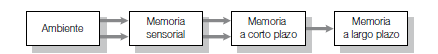 Ambiente
Memoria
sensorial
Memoria
a corto plazo
Memoria
a largo plazo